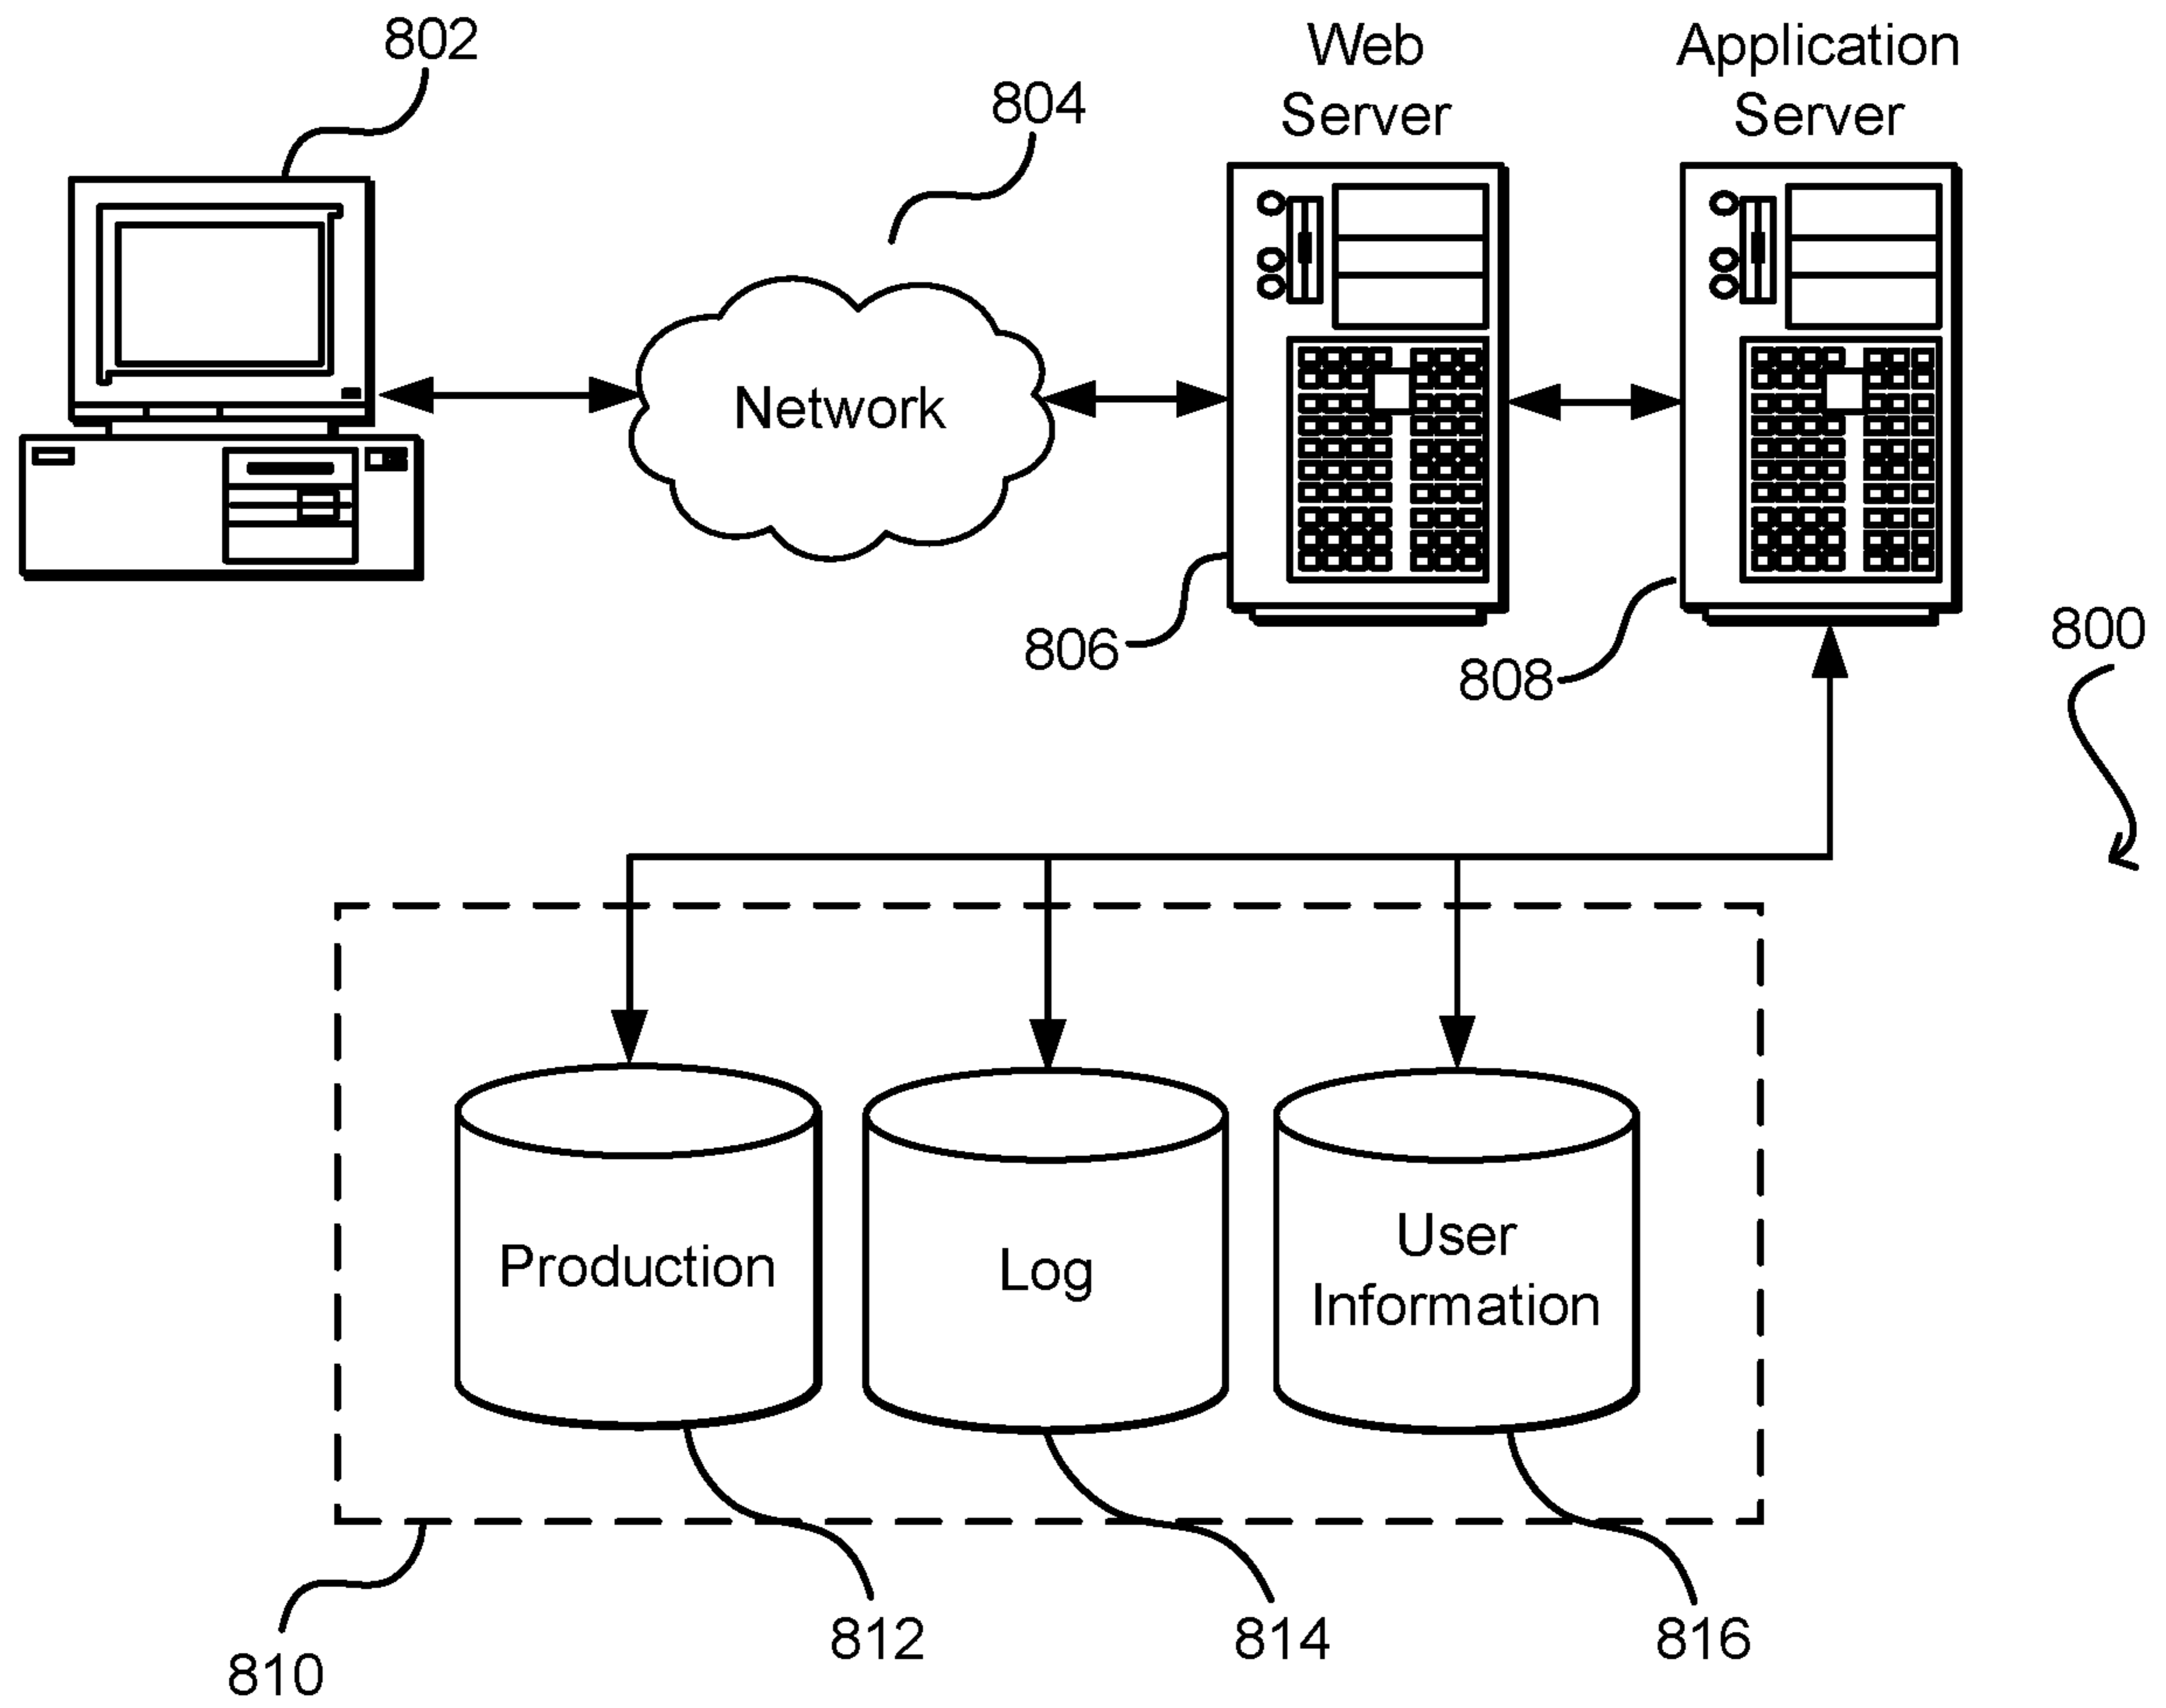 802
804
Web
Server
Application
Server
Network
806
808
800
Production
Log
User
Information
810
812
814
816